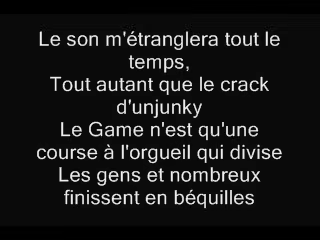 Le son m'étranglera tout le
temps,
Tout autant que le crack
d'unjunky
Le Game n'est qu'une
course à l'orgueil qui divise
Les gens et nombreux
finissent en béquilles